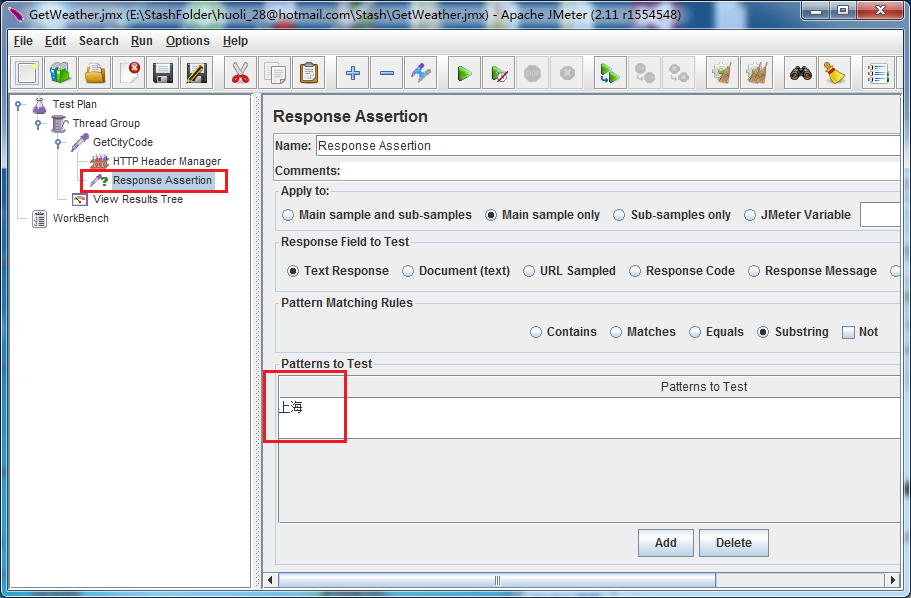 GetWeather.jmx (E:\StashFolder\huoli_28@hotmail.com\Stash\GetWeather.jmx) - Apache JMeter (2.11 r1554548)
File Edit Search Run Options Help
Test Plan
Thread Group
GetCityCode
HTTP Header Manager
Response Assertion
View Results Tree
WorkBench
Response Assertion
Name: Response Assertion
Comments:
Apply to:
Main sample and sub-samples Main sample only Sub-samples only JMeter Variable
Response Field to Test
Text Response Document (text) URL Sampled Response Code Response Message
Pattern Matching Rules
Contains Matches Equals Substring Not
Patterns to Test
Patterns to Test
上海
Add Delete